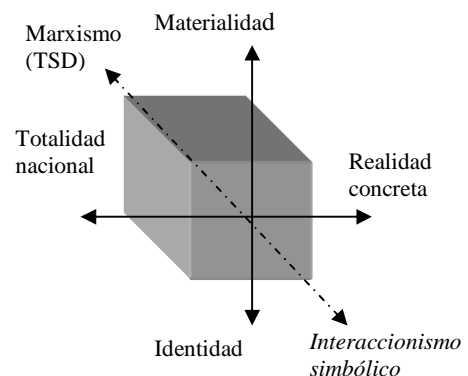 Materialidad
Marxismo
(TSD)
Totalidad
nacional
Realidad
concreta
Identidad
Interaccionismo
simbólico